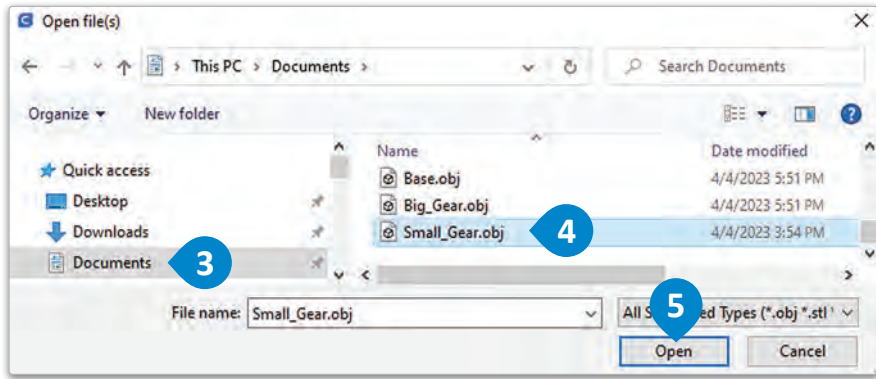 Open file(s)
This PC > Documents >
Search Documents
Organize
New folder
Name
Date modified
Quick access
Base.obj
4/4/2023 5:51 PM
Desktop
Big_Gear.obj
4/4/2023 5:51 PM
Downloads
Small_Gear.obj
4
4/4/2023 3:54 PM
Documents
3
File name:
Small_Gear.obj
5
All Types (*.obj *.stl
Open
Cancel